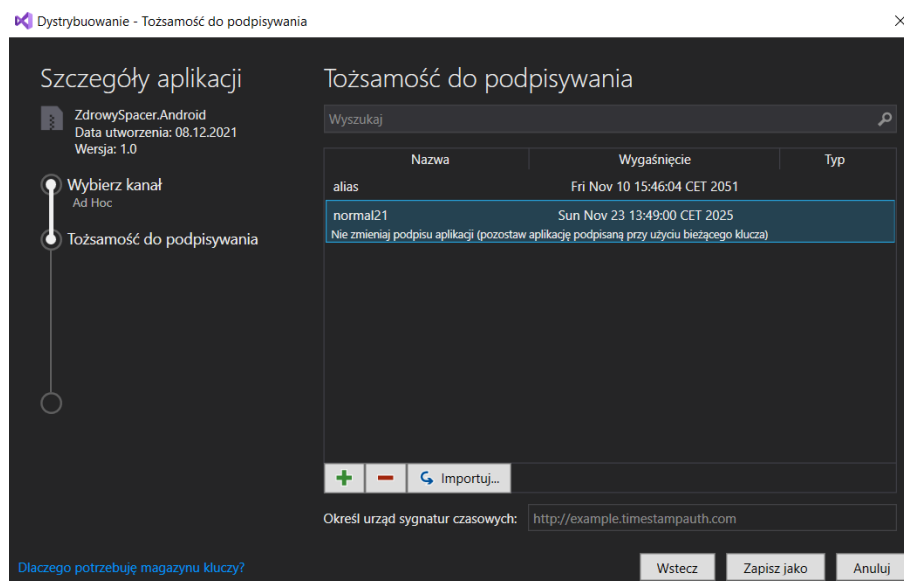 Dystrybuowanie - Tożsamość do podpisywania
Szczegóły aplikacji
ZdrowySpacer.Android
Data utworzenia: 08.12.2021
Wersja: 1.0
Wybierz kanał
Ad Hoc
Tożsamość do podpisywania
Tożsamość do podpisywania
Wyszukaj
Nazwa Wygaśnięcie Typ
alias Fri Nov 10 15:46:04 CET 2051
normal21 Sun Nov 23 13:49:00 CET 2025
Nie zmieniaj podpisu aplikacji (pozostaw aplikację podpisaną przy użyciu bieżącego klucza)
Importuj...
Określ urząd sygnatur czasowych: http://example.timestampauth.com
Dlaczego potrzebuję magazynu kluczy?
Wstecz Zapisz jako Anuluj